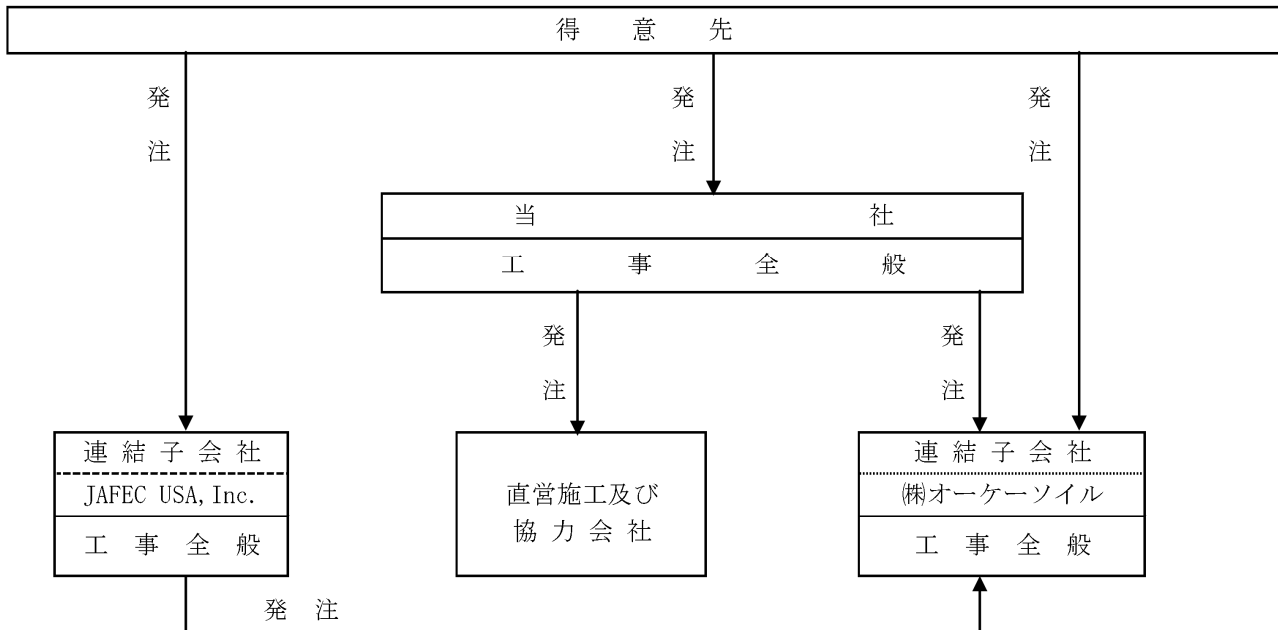 得意先
発注
発注
発注
当社
工事全般
発注
発注
連結子会社
JAFEC USA, Inc.
工事全般
直営施工及び
協力会社
連結子会社
㈱オーケーソイル
工事全般
発注